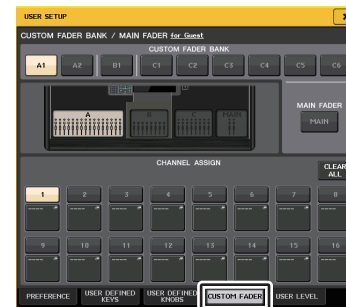 USER SETUP
CUSTOM FADER BANK / MAIN FADER for Guest
CUSTOM FADER BANK
A1 A2 B1 C1 C2 C3 C4 C5 C6
A B C MAIN
MAIN FADER
MAIN
CHANNEL ASSIGN
CLEAR ALL
1 2 3 4 5 6 7 8
---- ---- ---- ---- ---- ---- ---- ----
9 10 11 12 13 14 15 16
---- ---- ---- ---- ---- ---- ---- ----
PREFERENCE USER DEFINED KEYS USER DEFINED KNOBS CUSTOM FADER USER LEVEL